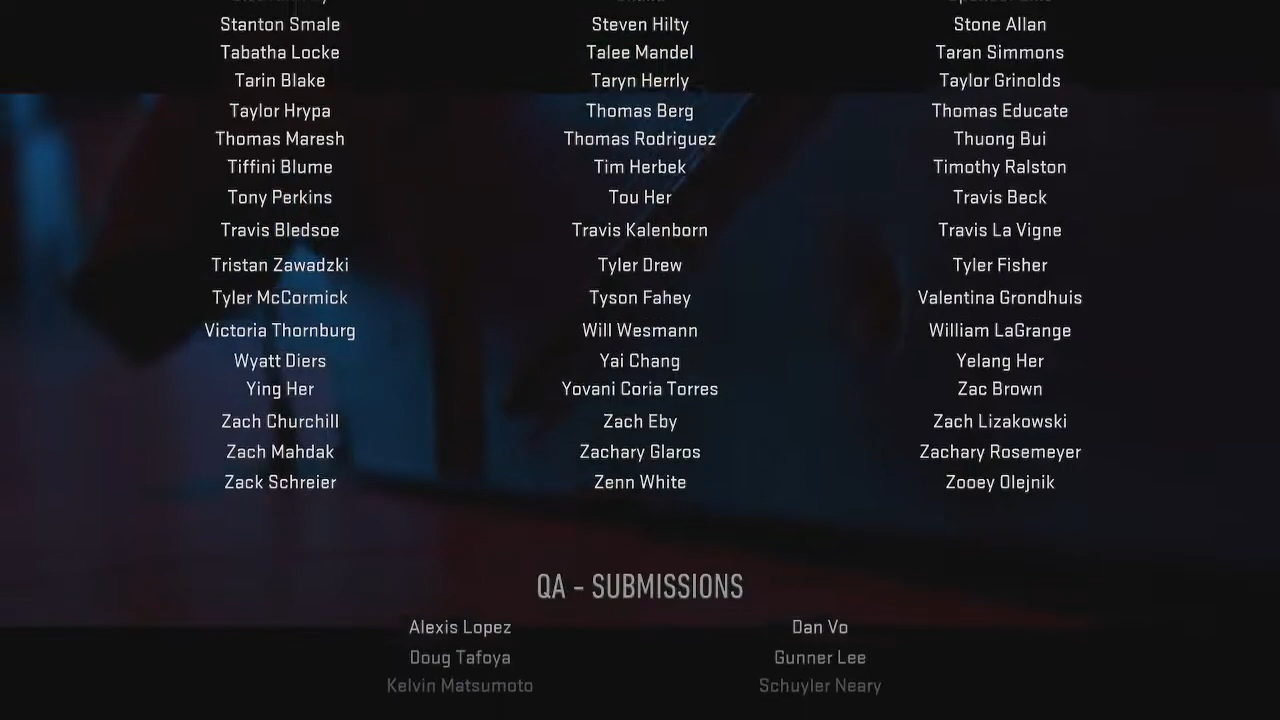 Stanton Smale Steven Hilty Stone Allan
Tabatha Locke Talee Mandel Taran Simmons
Tarin Blake Taryn Herrly Taylor Grinolds
Taylor Hrypa Thomas Berg Thomas Educate
Thomas Maresh Thomas Rodriguez Thuong Bui
Tiffini Blume Tim Herbek Timothy Ralston
Tony Perkins Tou Her Travis Beck
Travis Bledsoe Travis Kalenborn Travis La Vigne
Tristan Zawadzki Tyler Drew Tyler Fisher
Tyler McCormick Tyson Fahey Valentina Grondhuis
Victoria Thornburg Will Wesmann William LaGrange
Wyatt Diers Yai Chang Yelang Her
Ying Her Yovani Coria Torres Zac Brown
Zach Churchill Zach Eby Zach Lizakowski
Zach Mahdak Zachary Glaros Zachary Rosemeyer
Zack Schreier Zenn White Zooey Olejnik
QA - SUBMISSIONS
Alexis Lopez Dan Vo
Doug Tafoya Gunner Lee
Kelvin Matsumoto Schuyler Neary